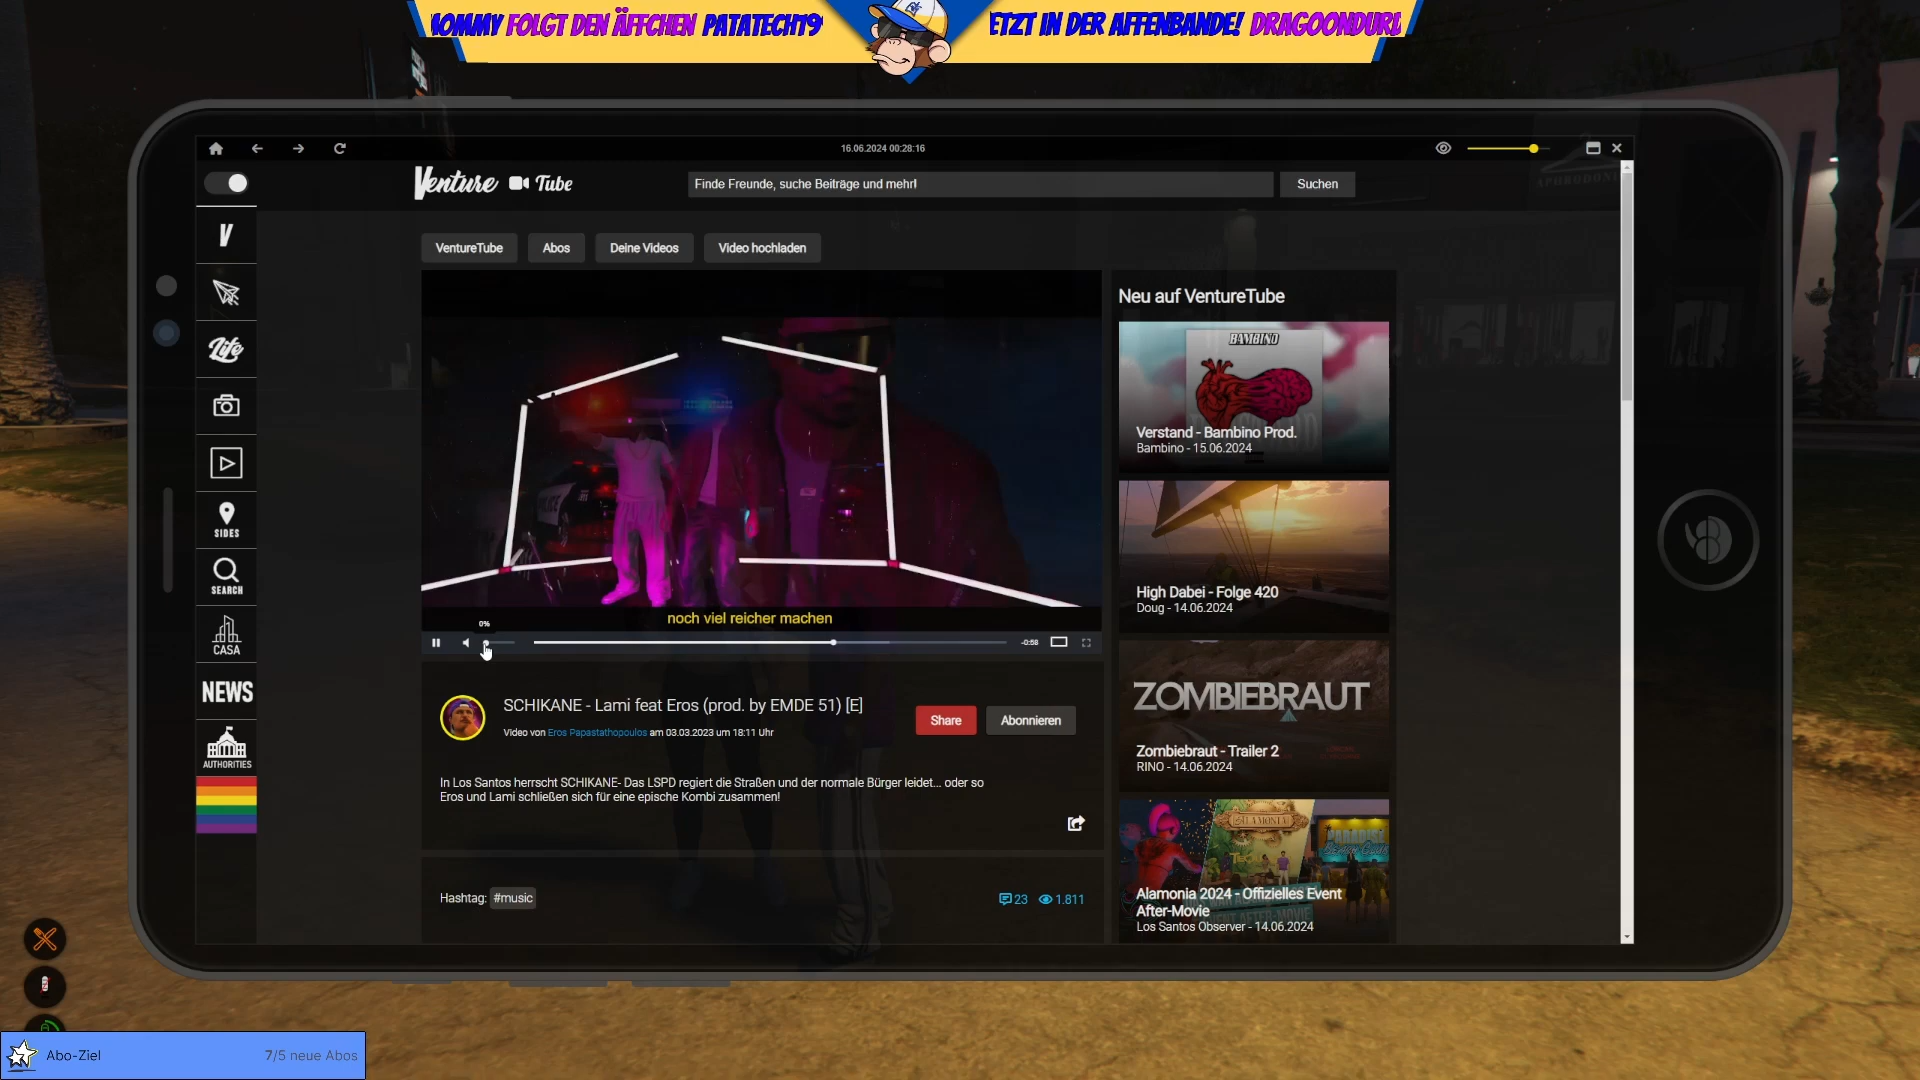 FOLGT DEN ÄFFCHEN PATATECH19
ETZT IN DER AFFENBANDE! DRAGOONDUR
16.06.2024 00:28:16
Venture Tube
Finde Freunde, suche Beiträge und mehr!
Suchen
VentureTube
Abos
Deine Videos
Video hochladen
V
Life
SIDES
SEARCH
CASA
NEWS
AUTHORITIES
noch viel reicher machen
0%
-0:58
SCHIKANE - Lami feat Eros (prod. by EMDE 51) [E]
Video von Eros Papastathopoulos am 03.03.2023 um 18:11 Uhr
Share
Abonnieren
In Los Santos herrscht SCHIKANE- Das LSPD regiert die Straßen und der normale Bürger leidet... oder so
Eros und Lami schließen sich für eine epische Kombi zusammen!
Hashtag: #music
23
1.811
Neu auf VentureTube
BAMBINO
Verstand - Bambino Prod.
Bambino - 15.06.2024
High Dabei - Folge 420
Doug - 14.06.2024
ZOMBIEBRAUT
Zombiebraut - Trailer 2
RINO - 14.06.2024
Alamonia 2024 - Offizielles Event
After-Movie
Los Santos Observer - 14.06.2024
Abo-Ziel
7/5 neue Abos